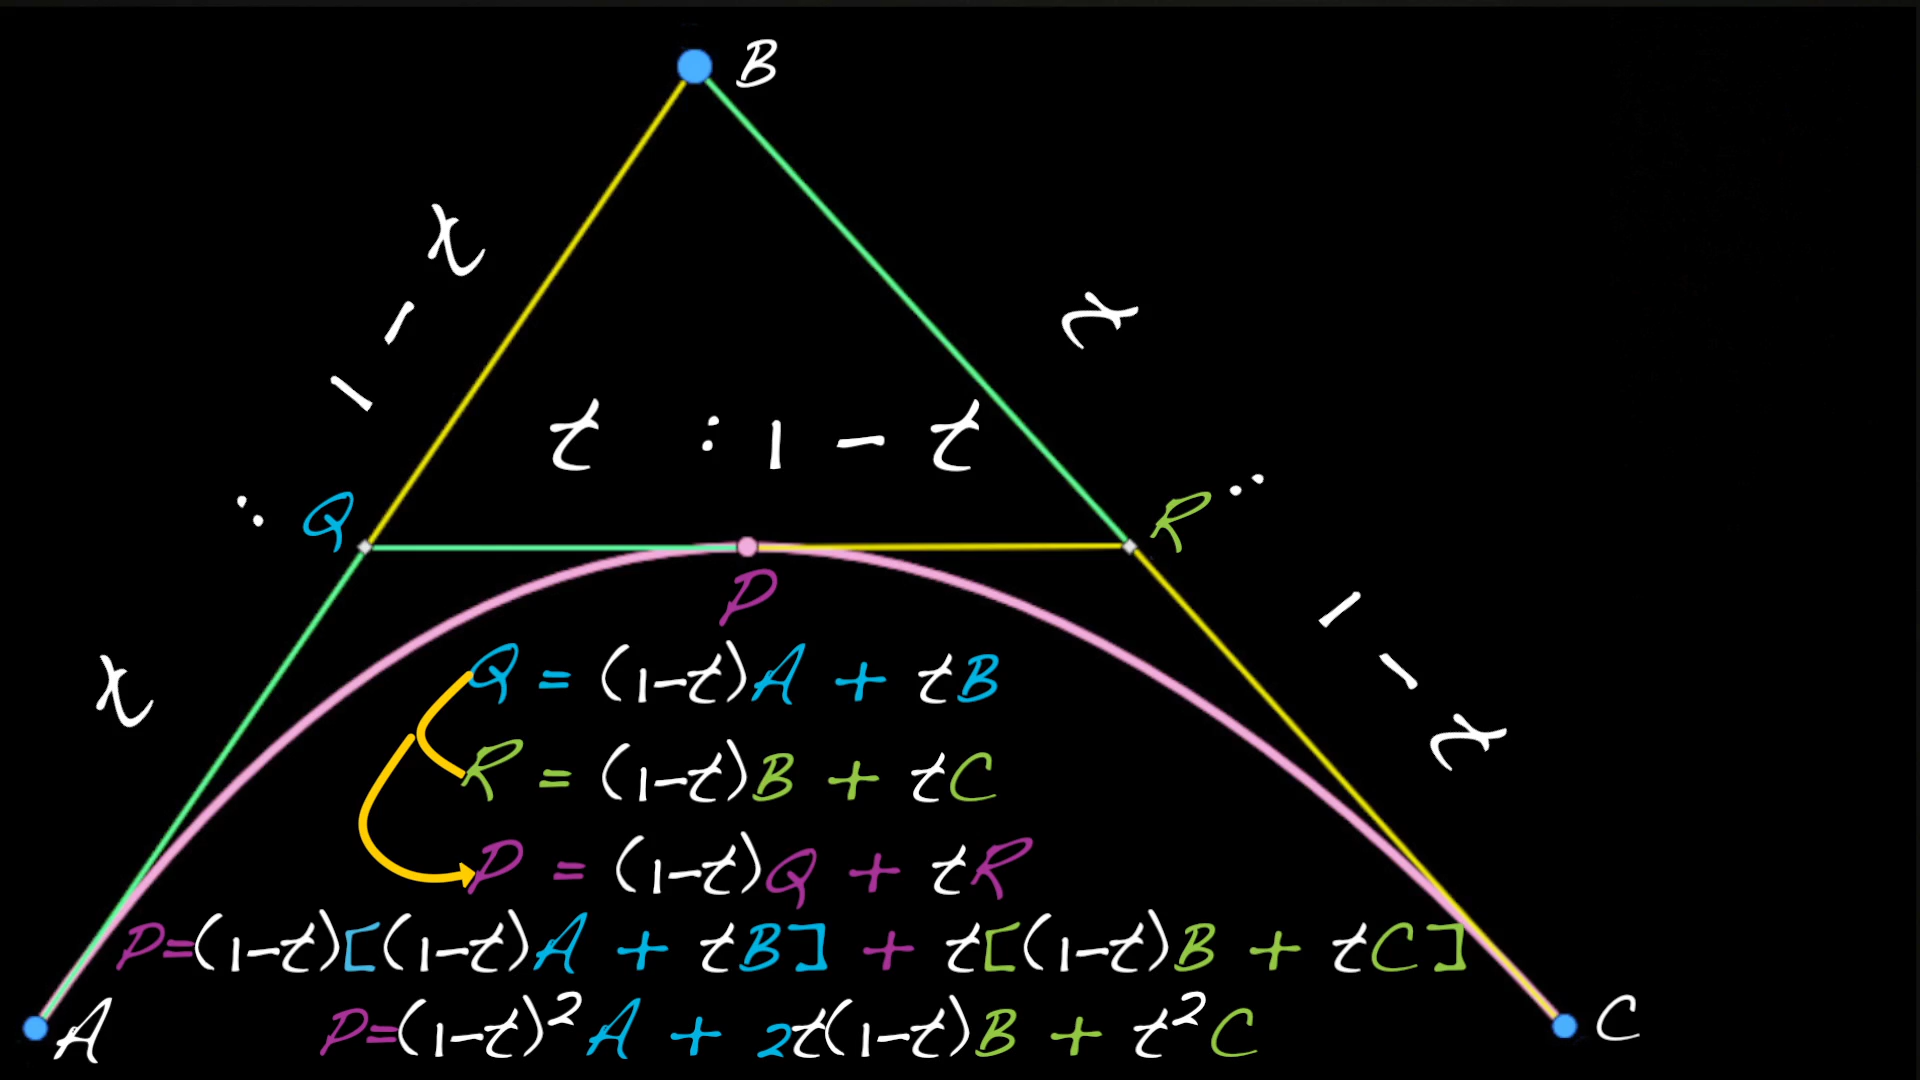 B
t : 1 - t
t : 1 - t
t : 1 - t
Q
R
P
Q = (1-t)A + tB
R = (1-t)B + tC
P = (1-t)Q + tR
P=(1-t)[(1-t)A + tB] + t[(1-t)B + tC]
P=(1-t)²A + 2t(1-t)B + t²C
A
C